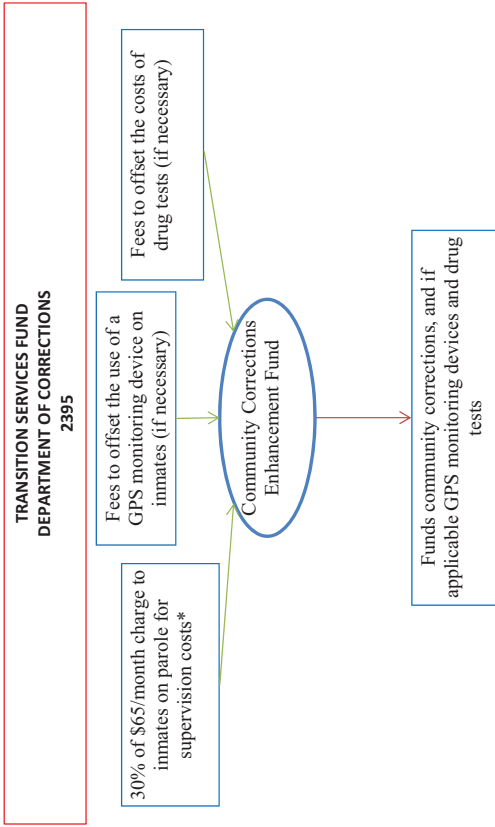 TRANSITION SERVICES FUND
DEPARTMENT OF CORRECTIONS
2395
30% of $65/month charge to
inmates on parole for
supervision costs*
Fees to offset the use of a
GPS monitoring device on
inmates (if necessary)
Fees to offset the costs of
drug tests (if necessary)
Community Corrections
Enhancement Fund
Funds community corrections, and if
applicable GPS monitoring devices and drug
tests